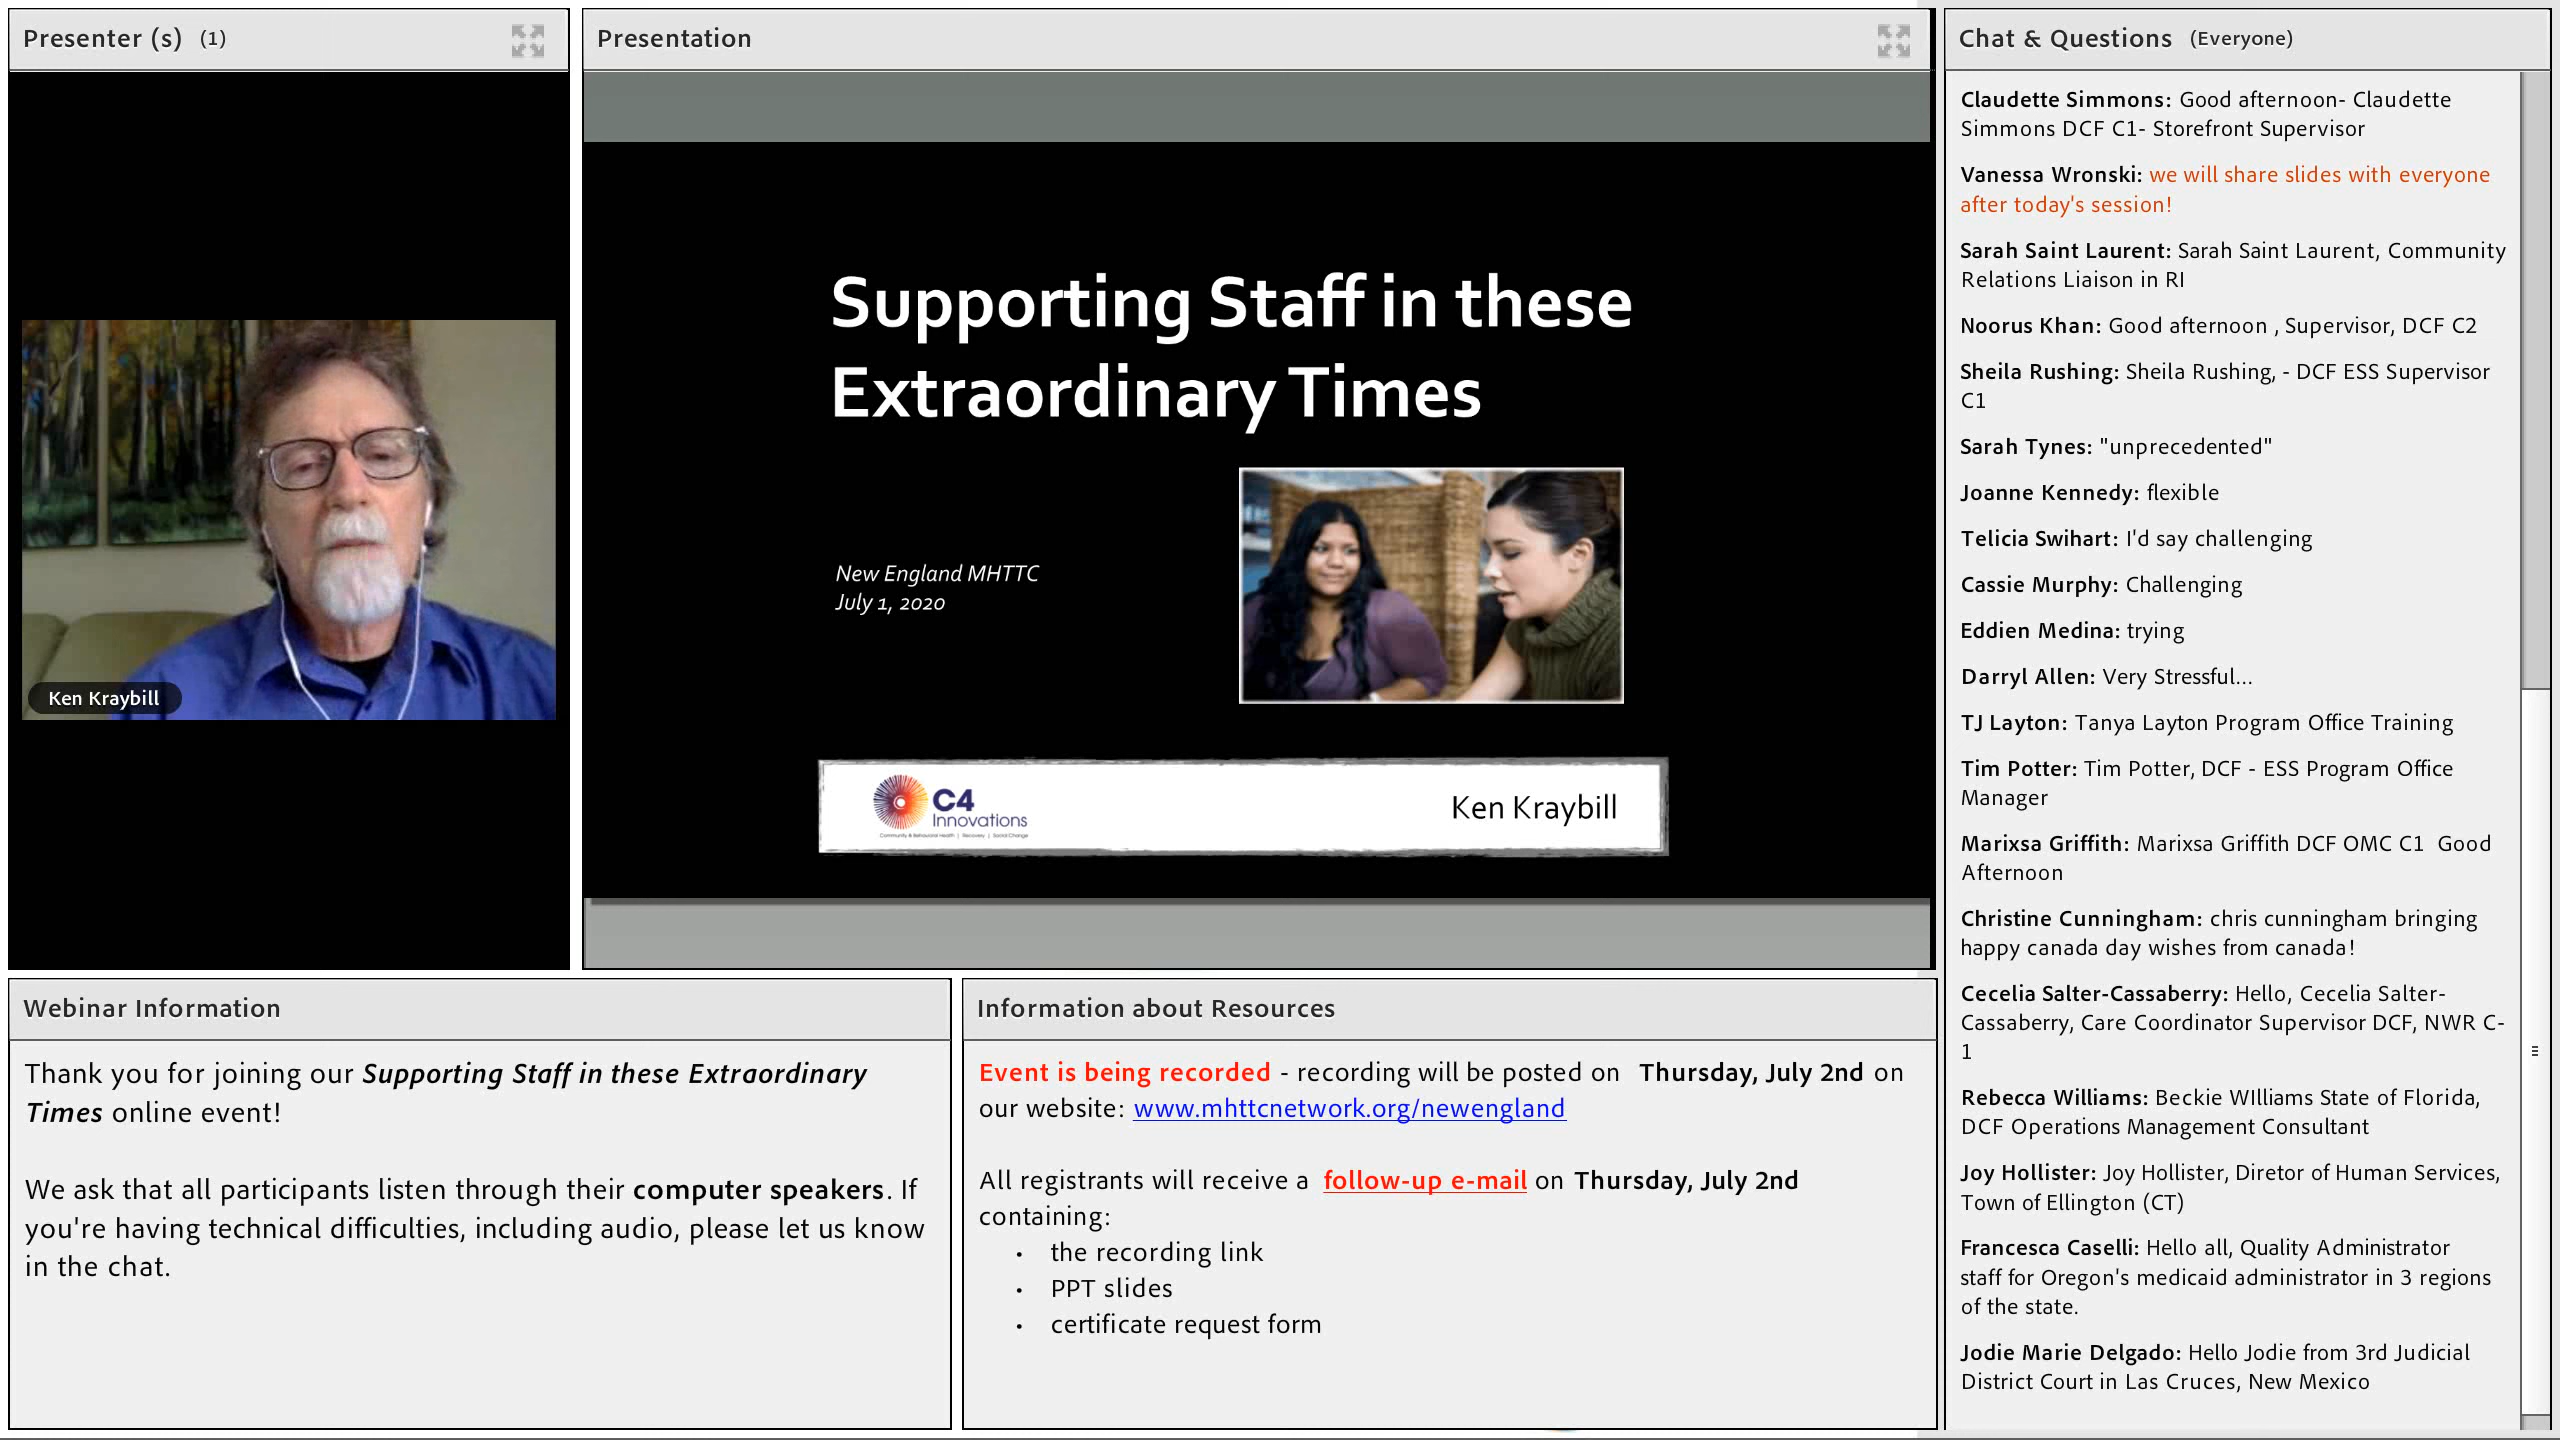 Presenter (s) (1)
Ken Kraybill
Presentation
Supporting Staff in these
Extraordinary Times
New England MHTTC
July 1, 2020
C4
Innovations
Community & Behavioral Health | Recovery | Social Change
Ken Kraybill
Webinar Information
Thank you for joining our Supporting Staff in these Extraordinary
Times online event!
We ask that all participants listen through their computer speakers. If
you're having technical difficulties, including audio, please let us know
in the chat.
Information about Resources
Event is being recorded - recording will be posted on Thursday, July 2nd on
our website: www.mhttcnetwork.org/newengland
All registrants will receive a follow-up e-mail on Thursday, July 2nd
containing:
• the recording link
• PPT slides
• certificate request form
Chat & Questions (Everyone)
Claudette Simmons: Good afternoon- Claudette
Simmons DCF C1- Storefront Supervisor
Vanessa Wronski: we will share slides with everyone
after today's session!
Sarah Saint Laurent: Sarah Saint Laurent, Community
Relations Liaison in RI
Noorus Khan: Good afternoon , Supervisor, DCF C2
Sheila Rushing: Sheila Rushing, - DCF ESS Supervisor
C1
Sarah Tynes: "unprecedented"
Joanne Kennedy: flexible
Telicia Swihart: I'd say challenging
Cassie Murphy: Challenging
Eddien Medina: trying
Darryl Allen: Very Stressful...
TJ Layton: Tanya Layton Program Office Training
Tim Potter: Tim Potter, DCF - ESS Program Office
Manager
Marixsa Griffith: Marixsa Griffith DCF OMC C1 Good
Afternoon
Christine Cunningham: chris cunningham bringing
happy canada day wishes from canada!
Cecelia Salter-Cassaberry: Hello, Cecelia Salter-
Cassaberry, Care Coordinator Supervisor DCF, NWR C-
1
Rebecca Williams: Beckie WIlliams State of Florida,
DCF Operations Management Consultant
Joy Hollister: Joy Hollister, Diretor of Human Services,
Town of Ellington (CT)
Francesca Caselli: Hello all, Quality Administrator
staff for Oregon's medicaid administrator in 3 regions
of the state.
Jodie Marie Delgado: Hello Jodie from 3rd Judicial
District Court in Las Cruces, New Mexico